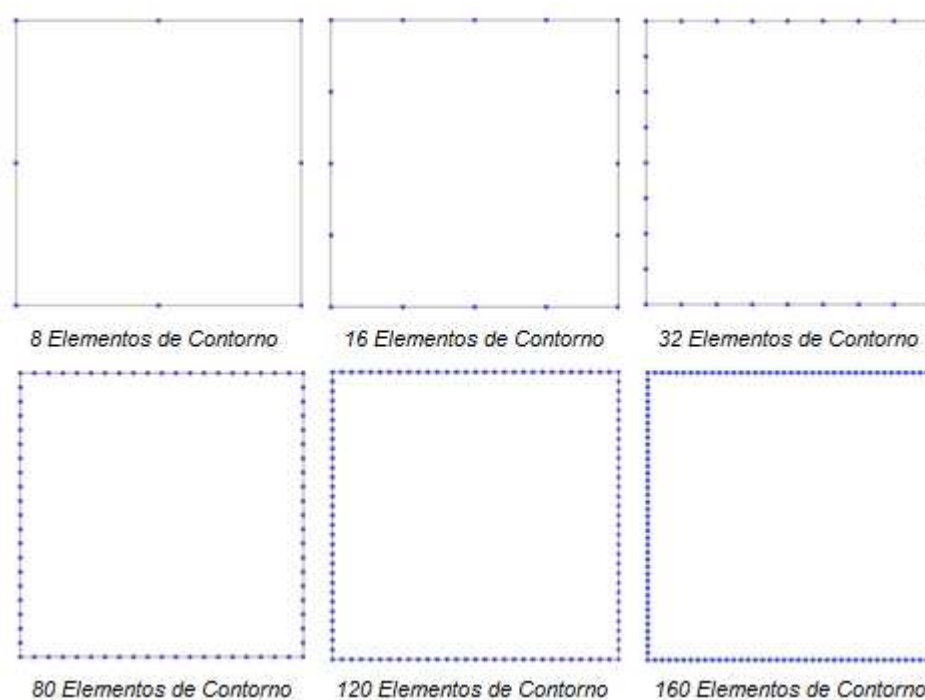 8 Elementos de Contorno
16 Elementos de Contorno
32 Elementos de Contorno
80 Elementos de Contorno
120 Elementos de Contorno
160 Elementos de Contorno